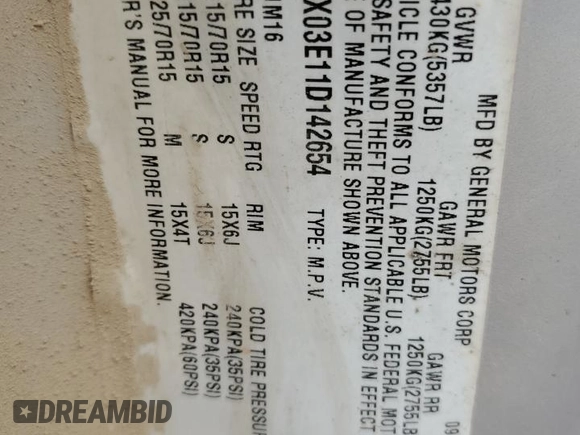 MFD BY GENERAL MOTORS CORP 09
GVWR GAWR FRT GAWR RR
430KG(5357LB) 1250KG(2755LB) 1250KG(2755LB
ICLE CONFORMS TO ALL APPLICABLE U.S. FEDERAL MOT
SAFETY AND THEFT PREVENTION STANDARDS IN EFFECT
E OF MANUFACTURE SHOWN ABOVE.
X03E11D142654 TYPE: M.P.V.
M16
RE SIZE SPEED RTG RIM COLD TIRE PRESSUR
15/70R15 S 15X6J 240KPA(35PSI)
15/70R15 S 15X6J 240KPA(35PSI)
25/70R15 M 15X4T 420KPA(60PSI)
R'S MANUAL FOR MORE INFORMATION.
DREAMBID